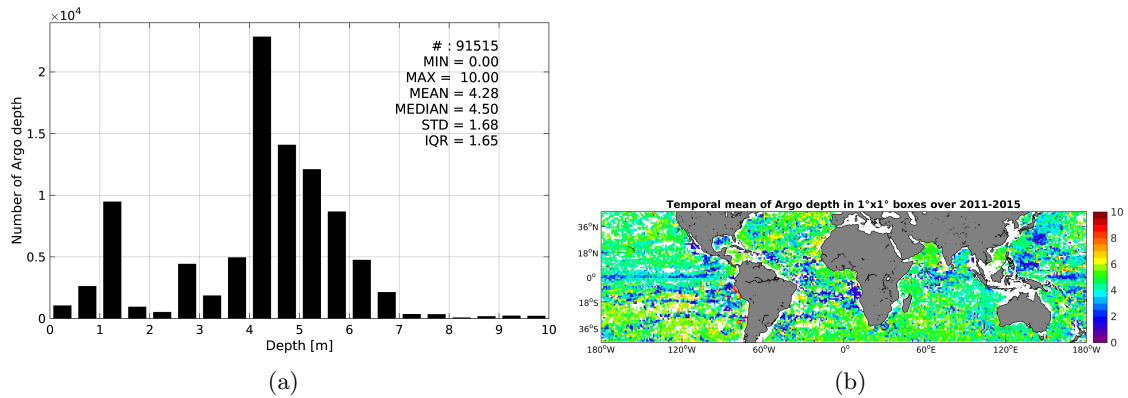 ×10⁴
# : 91515
MIN = 0.00
MAX = 10.00
MEAN = 4.28
MEDIAN = 4.50
STD = 1.68
IQR = 1.65
2
1.5
1
0.5
0
Number of Argo depth
0 1 2 3 4 5 6 7 8 9 10
Depth [m]
(a)
Temporal mean of Argo depth in 1°x1° boxes over 2011-2015
36°N
18°N
0°
18°S
36°S
180°W 120°W 60°W 0° 60°E 120°E 180°W
10
8
6
4
2
0
(b)